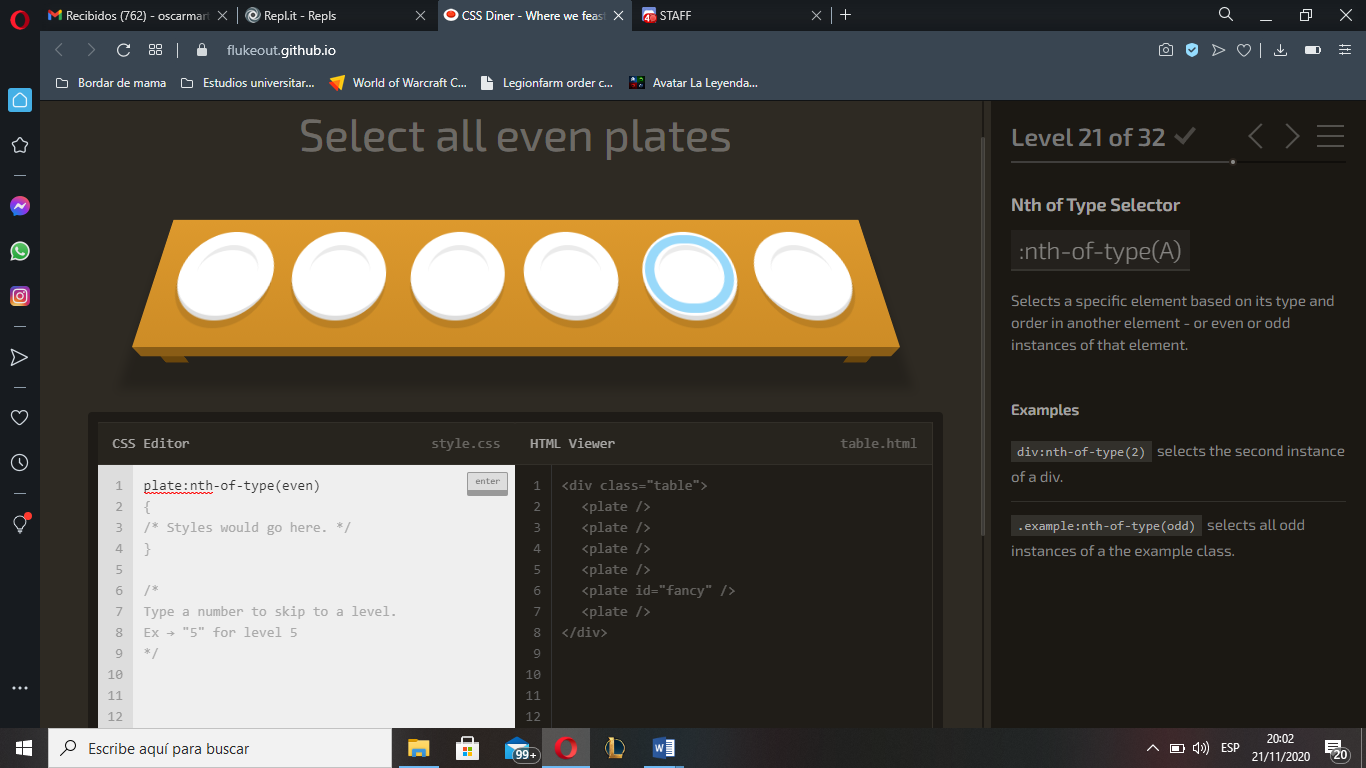 Recibidos (762) - oscarmar
Repl.it - Repls
CSS Diner - Where we feas
STAFF
flukeout.github.io
Bordar de mama
Estudios universitar...
World of Warcraft C...
Legionfarm order c...
Avatar La Leyenda...
Select all even plates
CSS Editor
style.css
HTML Viewer
table.html
enter
1 plate:nth-of-type(even)
2 {
3 /* Styles would go here. */
4 }
5
6 /*
7 Type a number to skip to a level.
8 Ex → "5" for level 5
9 */
10
11
12
1 <div class="table">
2 <plate />
3 <plate />
4 <plate />
5 <plate />
6 <plate id="fancy" />
7 <plate />
8 </div>
9
10
11
12
Level 21 of 32
Nth of Type Selector
:nth-of-type(A)
Selects a specific element based on its type and
order in another element - or even or odd
instances of that element.
Examples
div:nth-of-type(2) selects the second instance
of a div.
.example:nth-of-type(odd) selects all odd
instances of a the example class.
Escribe aquí para buscar
99+
W
ESP
20:02
21/11/2020
20